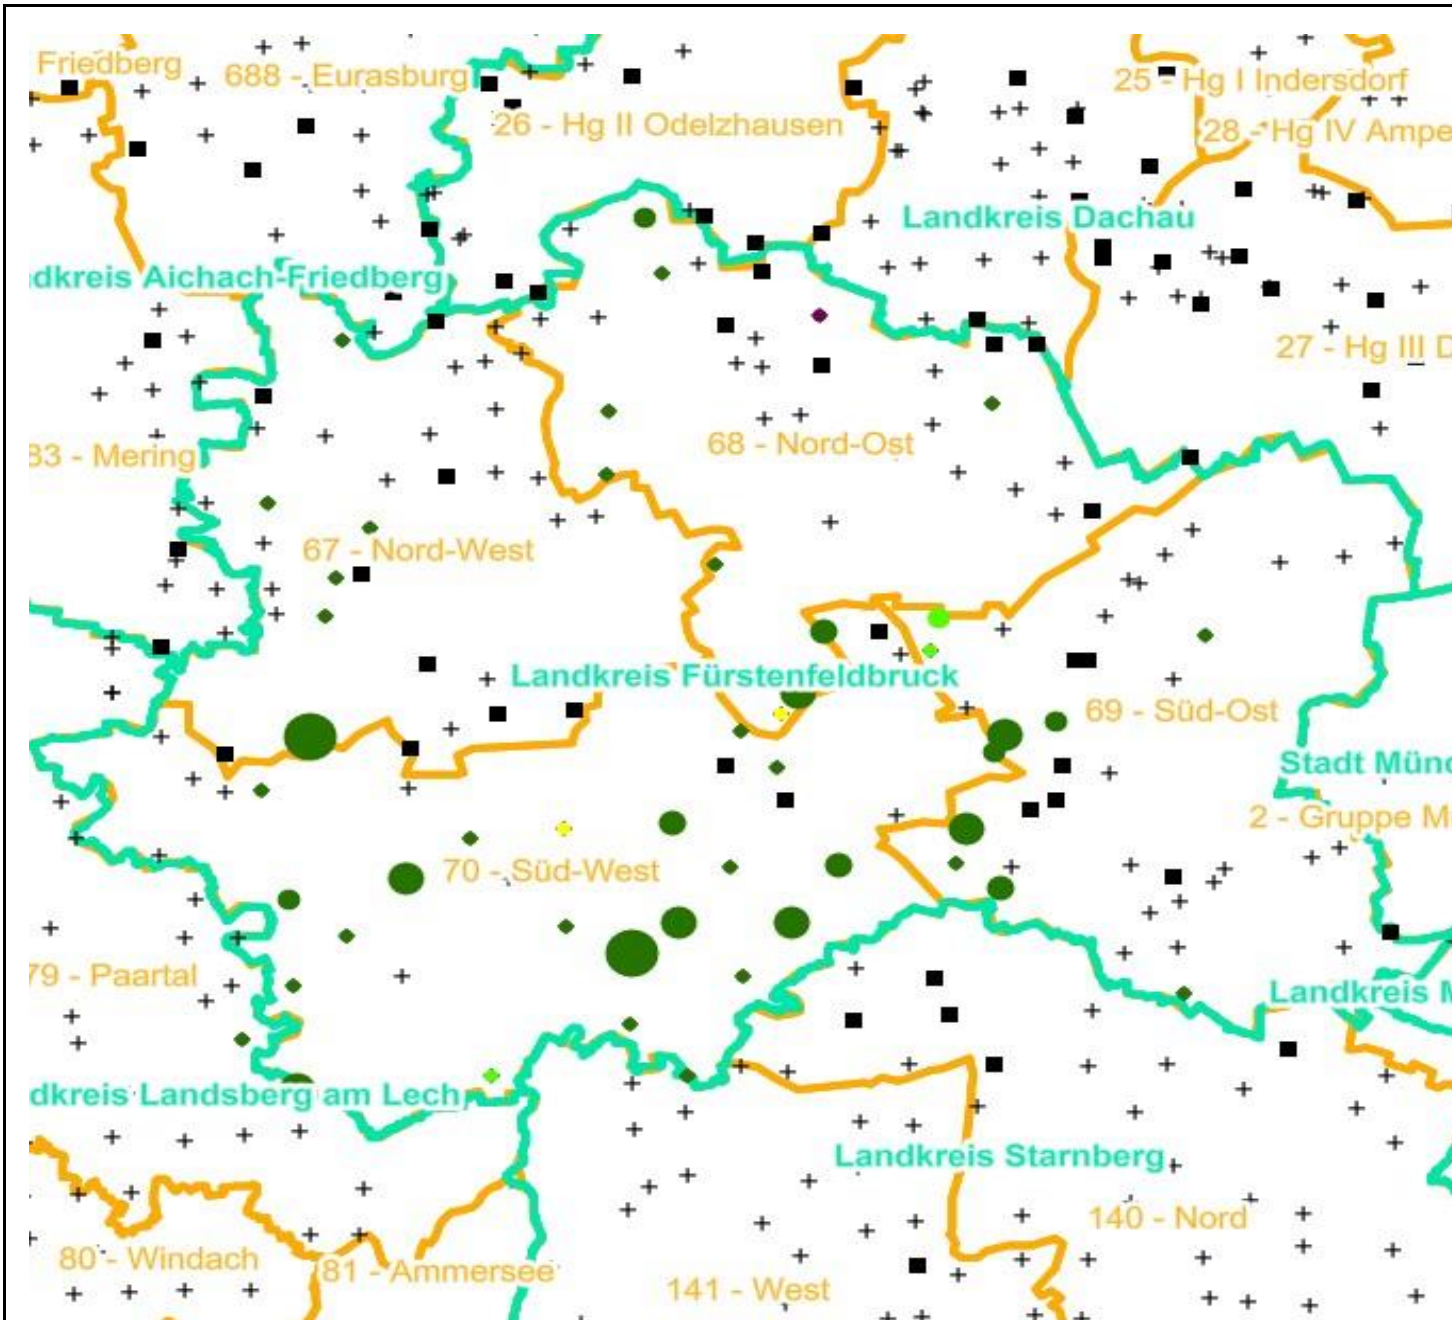 Friedberg
688 - Eurasburg
25 - Hg I Indersdorf
26 - Hg II Odelzhausen
28 - Hg IV Ampe
Landkreis Dachau
dkreis Aichach-Friedberg
27 - Hg III D
83 - Mering
68 - Nord-Ost
67 - Nord-West
Landkreis Fürstenfeldbruck
69 - Süd-Ost
Stadt Münc
2 - Gruppe M
70 - Süd-West
79 - Paartal
Landkreis M
dkreis Landsberg am Lech
Landkreis Starnberg
140 - Nord
80 - Windach
81 - Ammersee
141 - West